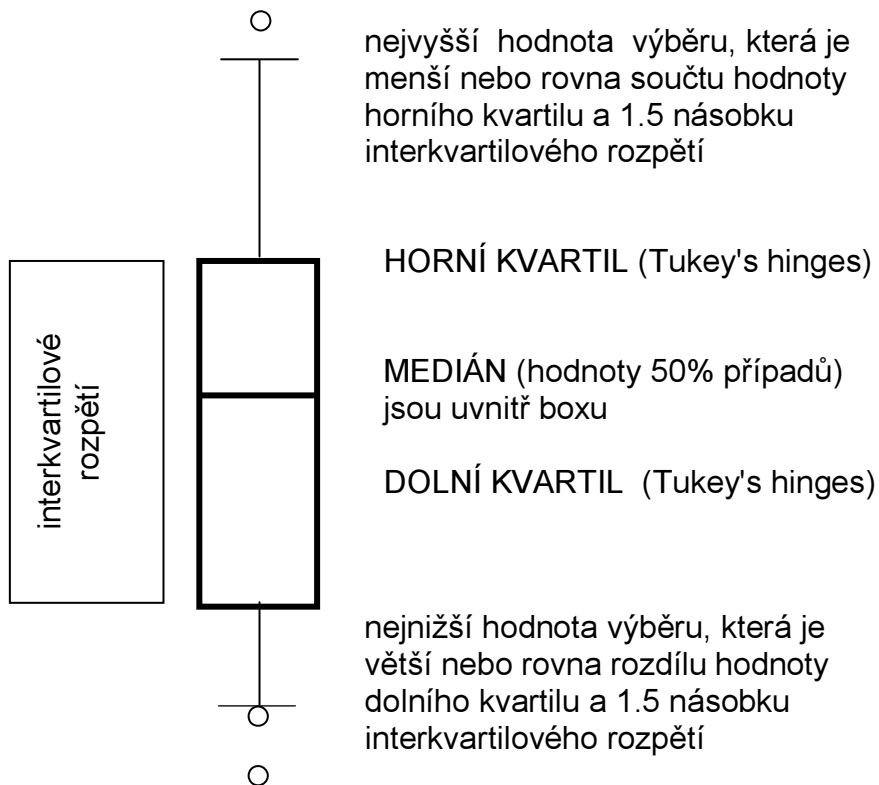 nejvyšší hodnota výběru, která je
menší nebo rovna součtu hodnoty
horního kvartilu a 1.5 násobku
interkvartilového rozpětí
HORNÍ KVARTIL (Tukey's hinges)
interkvartilové
rozpětí
MEDIÁN (hodnoty 50% případů)
jsou uvnitř boxu
DOLNÍ KVARTIL (Tukey's hinges)
nejnižší hodnota výběru, která je
větší nebo rovna rozdílu hodnoty
dolního kvartilu a 1.5 násobku
interkvartilového rozpětí